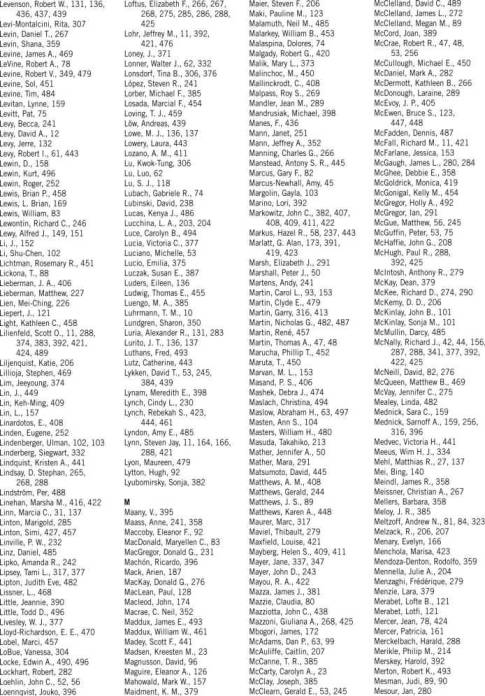 Levenson, Robert W., 131, 136,
436, 437, 439
Levi-Montalcini, Rita, 307
Levin, Daniel T., 267
Levin, Shana, 359
Levine, James A., 469
LeVine, Robert A., 78
Levine, Robert V., 349, 479
Levine, Sol, 451
Levine, Tim, 484
Levitan, Lynne, 159
Levitt, Pat, 75
Levy, Becca, 241
Levy, David A., 12
Levy, Jerre, 132
Levy, Robert I., 61, 443
Lewin, D., 158
Lewin, Kurt, 496
Lewin, Roger, 252
Lewis, Brian P., 458
Lewis, L. Brial, 169
Lewis, William, 83
Lewontin, Richard C., 246
Lewy, Alfred J., 149, 151
Li, J., 152
Li, Shu-Chen, 102
Lichtman, Rosemary R., 451
Lickona, T., 88
Lieberman, J. A., 406
Lieberman, Matthew, 227
Lien, Mei-Ching, 226
Liepert, J., 121
Light, Kathleen C., 458
Lilienfeld, Scott O., 11, 288,
374, 383, 392, 421,
424, 489
Liljenquist, Katie, 206
Lillioja, Stephen, 469
Lim, Jeeyoung, 374
Lin, J., 449
Lin, Keh-Ming, 409
Lin, L., 157
Linardotos, E., 408
Linden, Eugene, 252
Lindenberger, Ulman, 102, 103
Linderberg, Siegwart, 332
Lindquist, Kristen A., 441
Lindsay, D. Stephan, 265,
268, 288
Lindström, Per, 488
Linehan, Marsha M., 416, 422
Linn, Marcia C., 31, 137
Linton, Marigold, 285
Linton, Simi, 427, 457
Linville, P. W., 232
Linz, Daniel, 485
Lipko, Amanda R., 242
Lipsey, Tami L., 317, 377
Lipton, Judith Eve, 482
Lissner, L., 468
Little, Jeannie, 390
Little, Todd D., 496
Livesley, W. J., 377
Lloyd-Richardson, E. E., 470
Lobel, Marci, 457
LoBue, Vanessa, 304
Locke, Edwin A., 490, 496
Lockhart, Robert, 282
Loehlin, John C., 52, 56
Loennqvist, Jouko, 396
Loftus, Elizabeth F., 266, 267,
268, 275, 285, 286, 288,
425
Lohr, Jeffrey M., 11, 392,
421, 476
Loney, J., 371
Lonner, Walter J., 62, 332
Lonsdorf, Tina B., 306, 376
López, Steven R., 241
Lorber, Michael F., 385
Losada, Marcial F., 454
Loving, T. J., 459
Löw, Andreas, 439
Lowe, M. J., 136, 137
Lowery, Laura, 443
Lozano, A. M., 411
Lu, Kwok-Tung, 306
Lu, Luo, 62
Lu, S. J., 118
Lubach, Gabriele R., 74
Lubinski, David, 238
Lucas, Kenya J., 486
Lucchina, L. A., 203, 204
Luce, Carolyn B., 494
Lucia, Victoria C., 377
Luciano, Michelle, 53
Lucio, Emilia, 375
Luczak, Susan E., 387
Luders, Eileen, 136
Ludwig, Thomas E., 455
Luengo, M. A., 385
Luhrmann, T. M., 10
Lundgren, Sharon, 350
Luria, Alexander R., 131, 283
Lurito, J. T., 136, 137
Luthans, Fred, 493
Lutz, Catherine, 443
Lykken, David T., 53, 245,
384, 439
Lynam, Meredith E., 398
Lynch, Cindy L., 230
Lynch, Rebekah S., 423,
444, 461
Lyndon, Amy E., 485
Lynn, Steven Jay, 11, 164, 166,
288, 421
Lyon, Maureen, 479
Lytton, Hugh, 92
Lyubomirsky, Sonja, 382
M
Maany, V., 395
Maass, Anne, 241, 358
Maccoby, Eleanor F., 92
MacDonald, Maryellen C., 83
MacGregor, Donald G., 231
Machón, Ricardo, 396
Mack, Arien, 187
MacKay, Donald G., 276
MacLean, Paul, 128
Macleod, John, 174
Macrae, C. Neil, 352
Maddux, James E., 493
Maddux, William W., 461
Madey, Scott F., 441
Madsen, Kreesten M., 23
Magnusson, David, 96
Maguire, Eleanor A., 126
Mahowald, Mark W., 157
Maidment, K. M., 379
Maier, Steven F., 206
Maki, Pauline M., 123
Malamuth, Neil M., 485
Malarkey, William B., 453
Malaspina, Dolores, 74
Malgady, Robert G., 420
Malik, Mary L., 373
Malinchoc, M., 450
Maillinckrodt, C., 408
Malpass, Roy S., 269
Mandler, Jean M., 289
Mandrusiak, Michael, 398
Manes, F., 436
Mann, Janet, 251
Mann, Jeffrey A., 352
Manning, Charles G., 266
Manstead, Antony S. R., 445
Marcus, Gary F., 82
Marcus-Newhall, Amy, 45
Margolin, Gayla, 103
Marino, Lori, 392
Markowitz, John C., 382, 407,
408, 409, 411, 422
Markus, Hazel R., 58, 237, 443
Marlatt, G. Alan, 173, 391,
419, 423
Marsh, Elizabeth J., 291
Marshall, Peter J., 50
Martens, Andy, 241
Martin, Carol L., 93, 153
Martin, Clyde E., 479
Martin, Garry, 316, 413
Martin, Nicholas G., 482, 487
Martin, René, 457
Martin, Thomas A., 47, 48
Marucha, Phillip T., 452
Maruta, T., 450
Marvan, M. L., 153
Masand, P. S., 406
Mashek, Debra J., 474
Maslach, Christina, 494
Maslow, Abraham H., 63, 497
Masten, Ann S., 104
Masters, William H., 480
Masuda, Takahiko, 213
Mather, Jennifer A., 50
Mather, Mara, 291
Matsumoto, David, 445
Matthews, A. M., 408
Matthews, Gerald, 244
Matthews, J. S., 89
Matthews, Karen A., 448
Maurer, Marc, 317
Maviel, Thibault, 279
Maxfield, Louise, 421
Mayberg, Helen S., 409, 411
Mayer, Jane, 337, 347
Mayer, John D., 243
Mayou, R. A., 422
Mazza, James J., 381
Mazzie, Claudia, 80
Mazziotta, John C., 438
Mazzoni, Giuliana A., 268, 425
Mbogori, James, 172
McAdams, Dan P., 63, 99
McAuliffe, Caitlin, 207
McCanne, T. R., 385
McCarty, Carolyn A., 23
McClay, Joseph, 385
McClearn, Gerald E., 53, 245
McClelland, David C., 489
McClelland, James L., 272
McClelland, Megan M., 89
McCord, Joan, 389
McCrae, Robert R., 47, 48,
53, 256
McCullough, Michael E., 450
McDaniel, Mark A., 282
McDermott, Kathleen B., 266
McDonough, Laraine, 289
McEvoy, J. P., 405
McEwen, Bruce S., 123,
447, 448
McFadden, Dennis, 487
McFall, Richard M., 11, 421
McFarlane, Jessica, 153
McGaugh, James L., 280, 284
McGhee, Debbie E., 358
McGoldrick, Monica, 419
McGonigal, Kelly M., 454
McGregor, Holly A., 492
McGregor, Ian, 291
McGue, Matthew, 56, 245
McGuffin, Peter, 53, 75
McHaffie, John G., 208
McHugh, Paul R., 288,
392, 425
McIntosh, Anthony R., 279
McKay, Dean, 379
McKee, Richard D., 274, 290
McKemy, D. D., 206
McKinlay, John B., 101
McKinlay, Sonja M., 101
McMullin, Darcy, 485
McNally, Richard J., 42, 44, 156,
287, 288, 341, 377, 392,
422, 425
McNeill, David, 82, 276
McQueen, Matthew B., 469
McVay, Jennifer C., 275
Mealey, Linda, 482
Mednick, Sara C., 159
Mednick, Sarnoff A., 159, 256,
316, 396
Medvec, Victoria H., 441
Meeus, Wim H. J., 334
Mehl, Matthias R., 27, 137
Mei, Bing, 140
Meindl, James R., 358
Meissner, Christian A., 267
Mellers, Barbara, 358
Meloy, J. R., 385
Meltzoff, Andrew N., 81, 84, 323
Melzack, R., 206, 207
Menary, Evelyn, 166
Menchola, Marisa, 423
Mendoza-Denton, Rodolfo, 359
Mennella, Julie A., 204
Menzaghi, Frédérique, 279
Menzie, Lara, 379
Merabet, Lofte B., 121
Merabet, Lotfi, 121
Mercer, Jean, 78, 424
Mercer, Patricia, 161
Merckelbach, Harald, 288
Merikle, Philip M., 214
Merskey, Harold, 392
Merton, Robert K., 493
Mesman, Judi, 89, 90
Mesour, Jan, 280